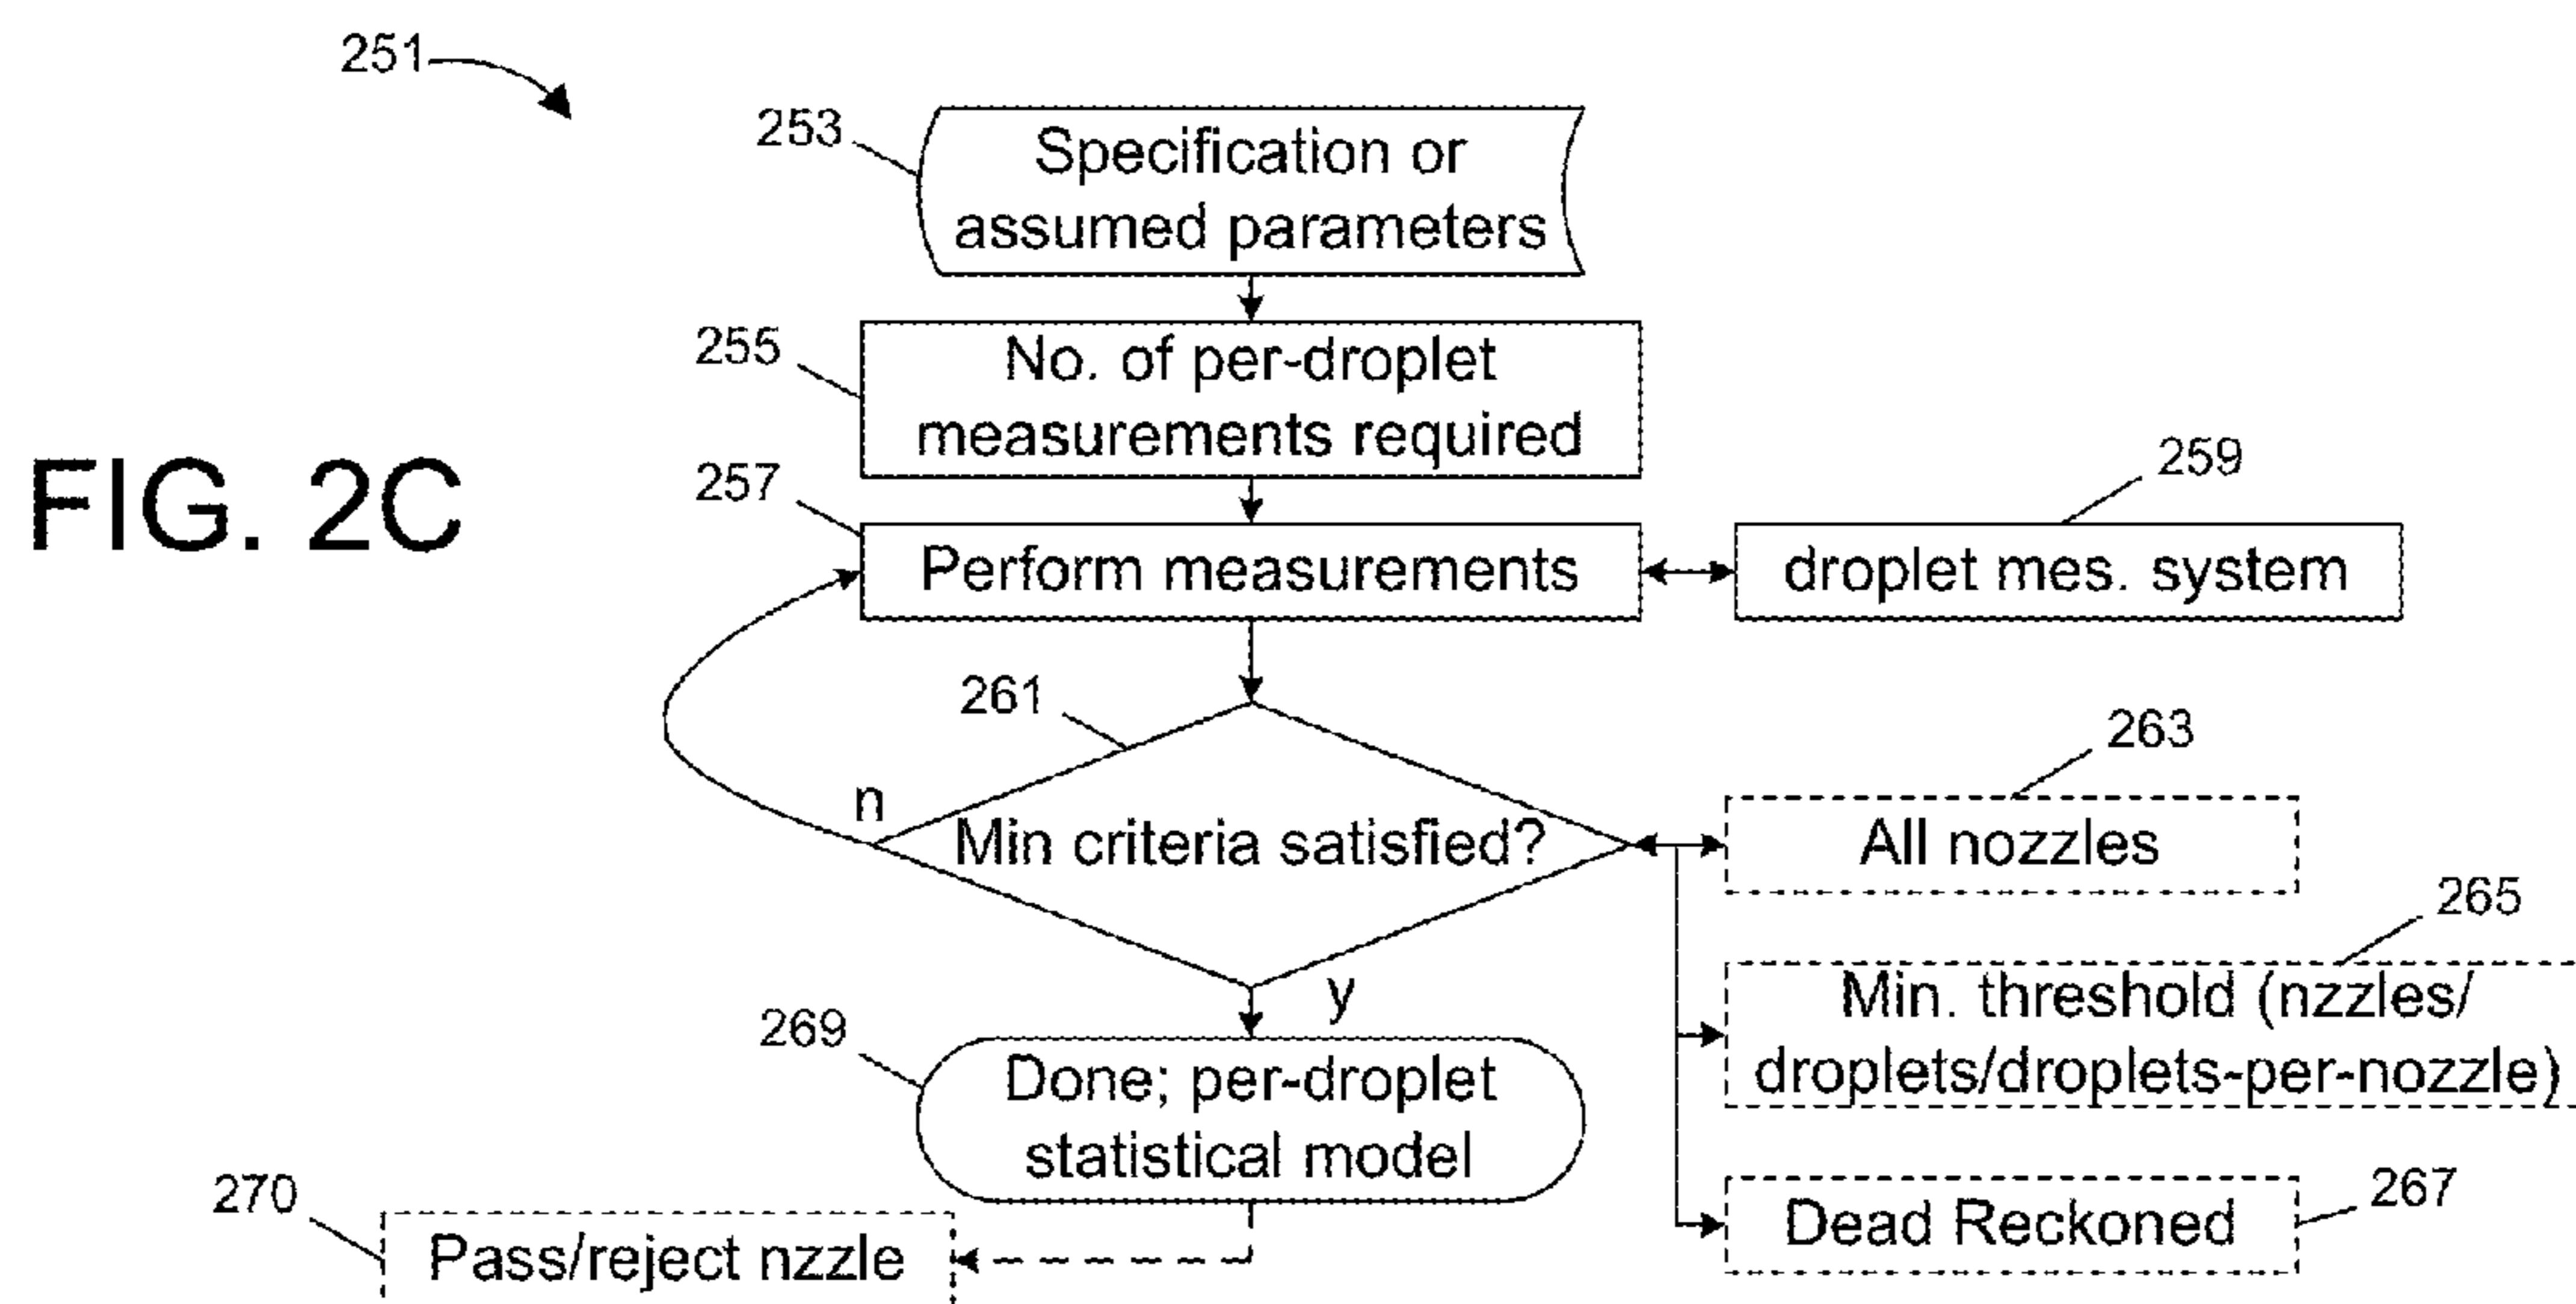 251
253
Specification or
assumed parameters
255
No. of per-droplet
measurements required
FIG. 2C
257
Perform measurements
259
droplet mes. system
261
n
Min criteria satisfied?
y
263
All nozzles
265
Min. threshold (nzzles/
droplets/droplets-per-nozzle)
267
Dead Reckoned
269
Done; per-droplet
statistical model
270
Pass/reject nzzle